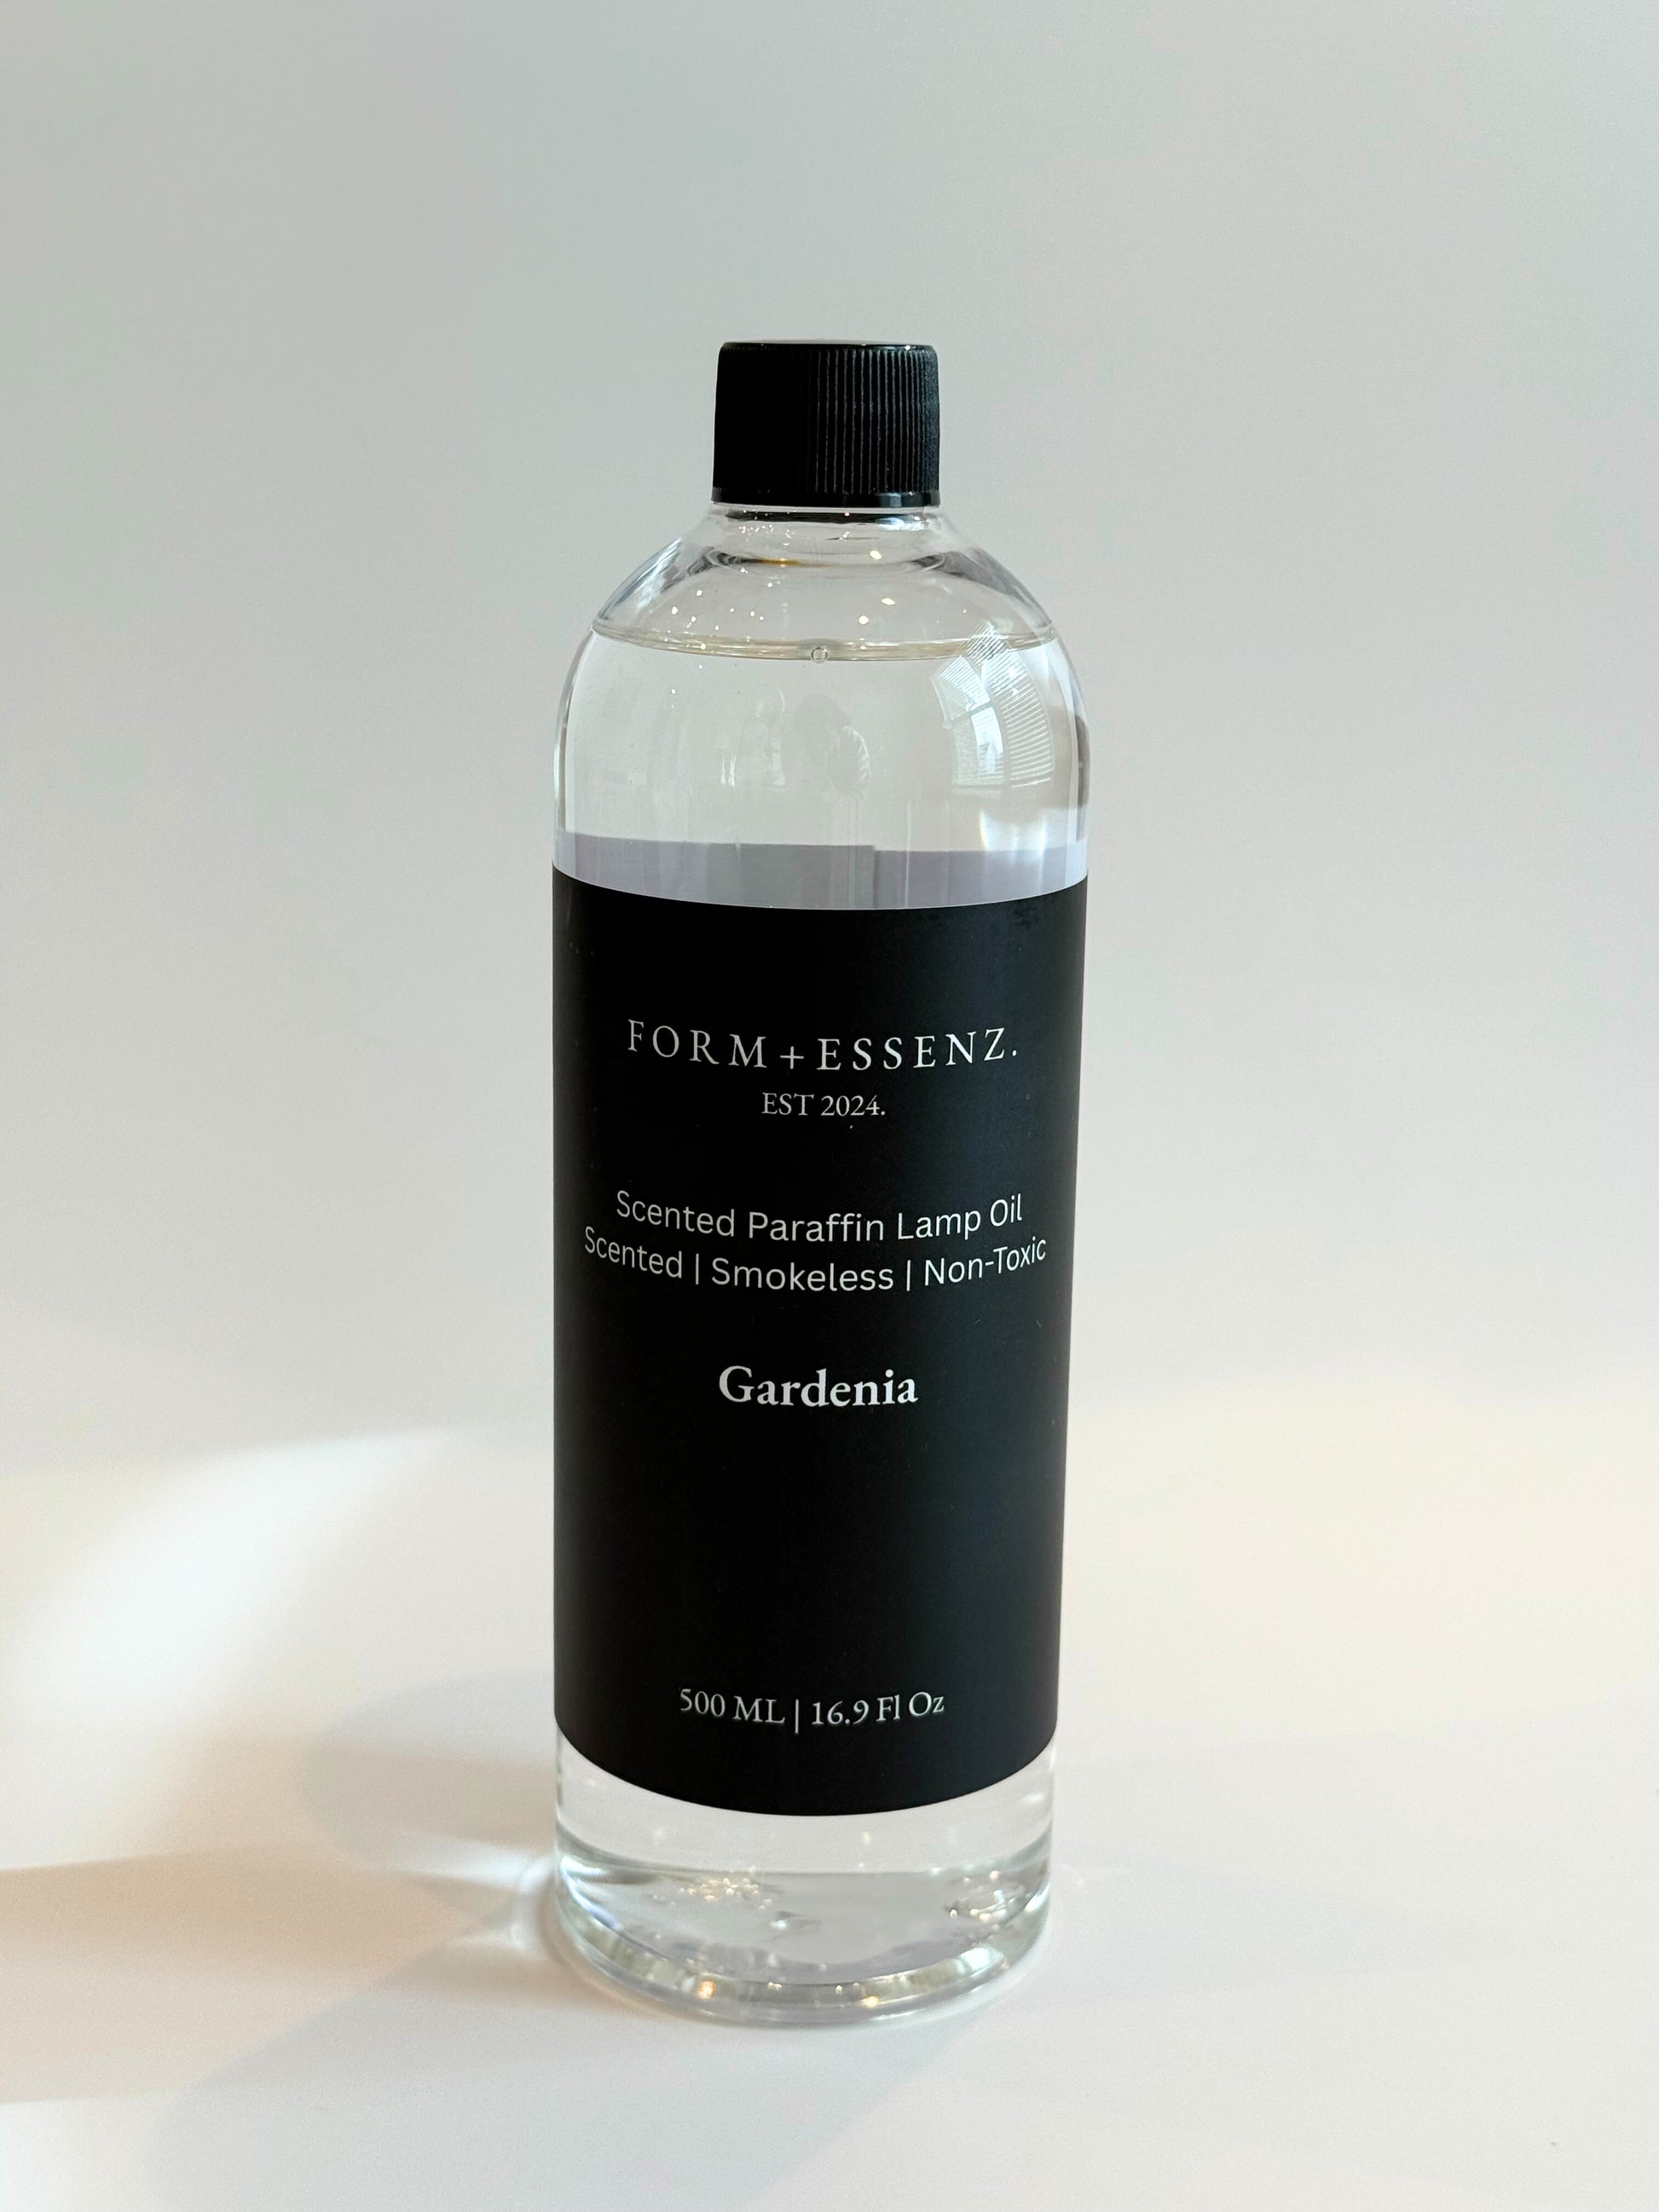 FORM+ESSENZ.
EST 2024.
Scented Paraffin Lamp Oil
Scented | Smokeless | Non-Toxic
Gardenia
500 ML | 16.9 Fl Oz